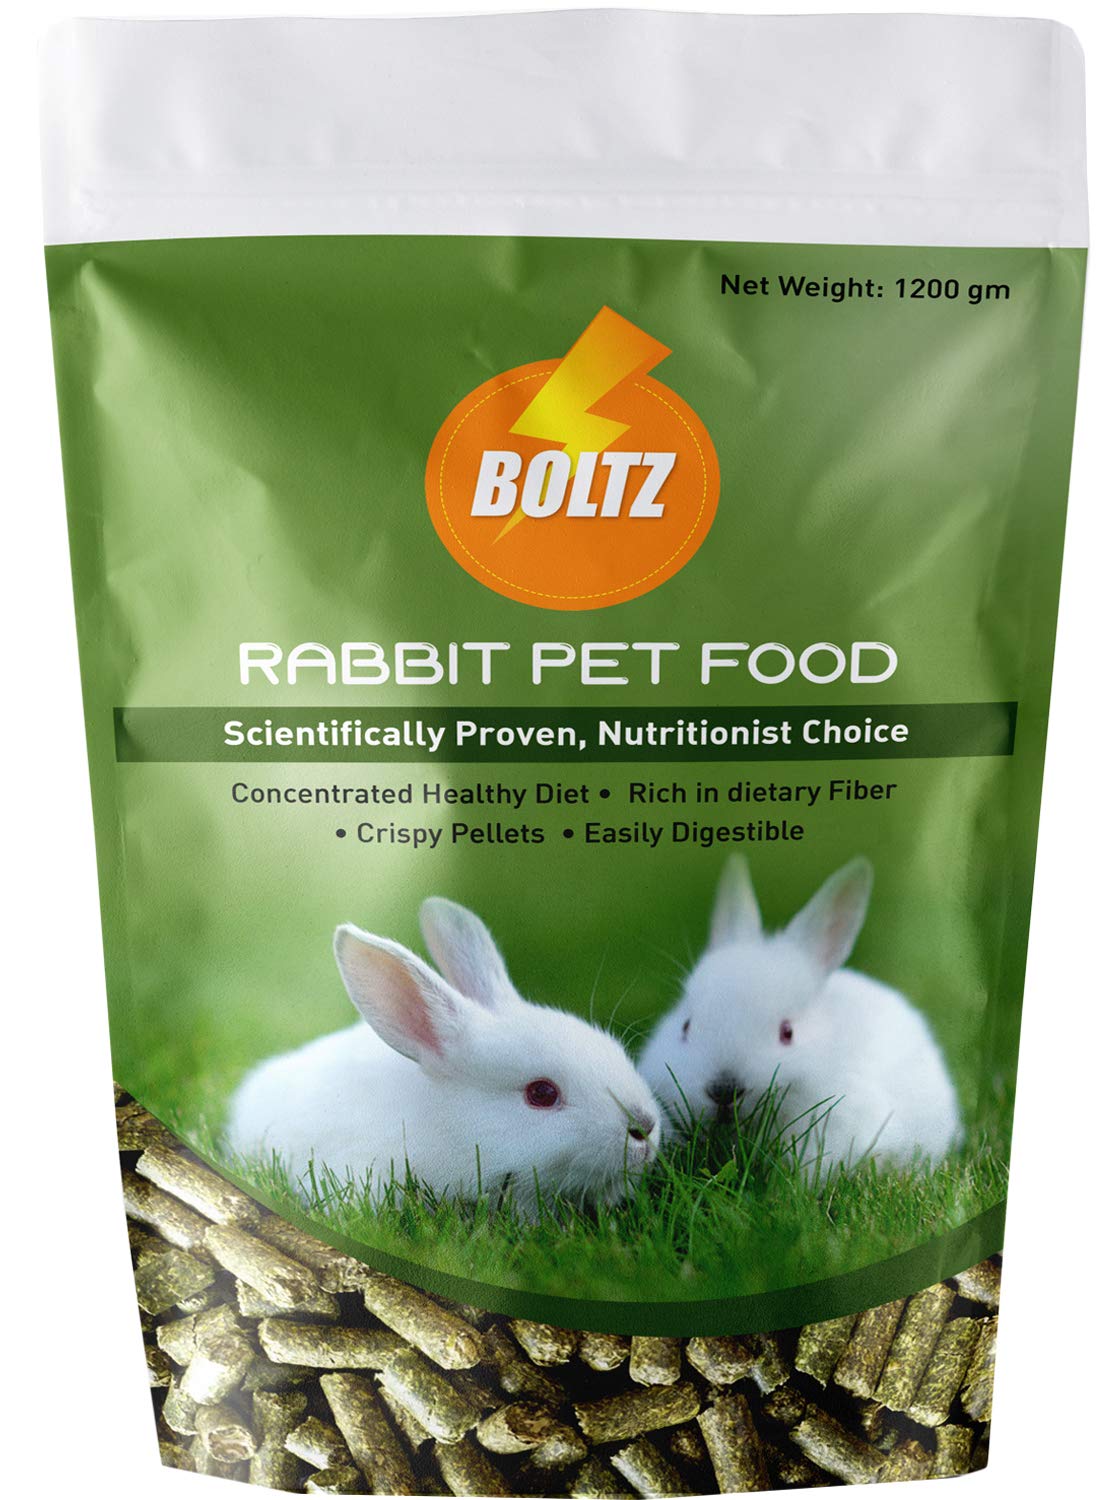 Net Weight: 1200 gm
BOLTZ
RABBIT PET FOOD
Scientifically Proven, Nutritionist Choice
Concentrated Healthy Diet • Rich in dietary Fiber
• Crispy Pellets • Easily Digestible